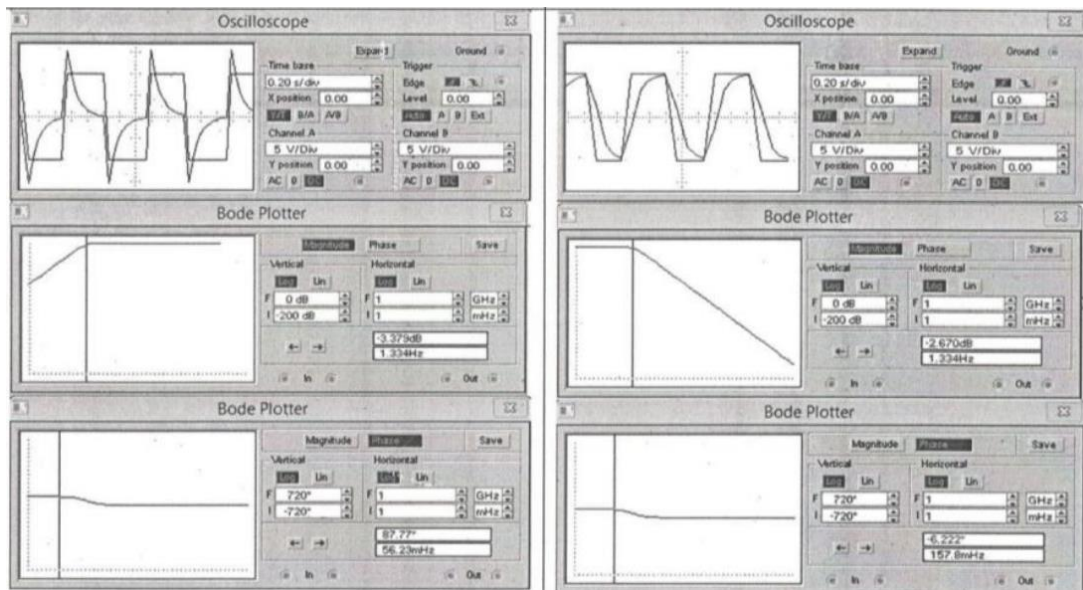 Oscilloscope
Expand Ground
Time base Trigger
0.20 s/div Edge
X position 0.00 Level 0.00
Y/T B/A A/B Auto A B Ext
Channel A Channel B
5 V/Div 5 V/Div
Y position 0.00 Y position 0.00
AC 0 DC AC 0 DC
Bode Plotter
Magnitude Phase Save
Vertical Horizontal
Log Lin Log Lin
F 0 dB F 1 GHz
I -200 dB I 1 mHz
-3.379dB
1.334Hz
In Out
Bode Plotter
Magnitude Phase Save
Vertical Horizontal
Log Lin Log Lin
F 720° F 1 GHz
I -720° I 1 mHz
87.77°
56.23mHz
In Out
Oscilloscope
Expand Ground
Time base Trigger
0.20 s/div Edge
X position 0.00 Level 0.00
Y/T B/A A/B Auto A B Ext
Channel A Channel B
5 V/Div 5 V/Div
Y position 0.00 Y position 0.00
AC 0 DC AC 0 DC
Bode Plotter
Magnitude Phase Save
Vertical Horizontal
Log Lin Log Lin
F 0 dB F 1 GHz
I -200 dB I 1 mHz
-2.670dB
1.334Hz
In Out
Bode Plotter
Magnitude Phase Save
Vertical Horizontal
Log Lin Log Lin
F 720° F 1 GHz
I -720° I 1 mHz
-6.222°
157.8mHz
In Out